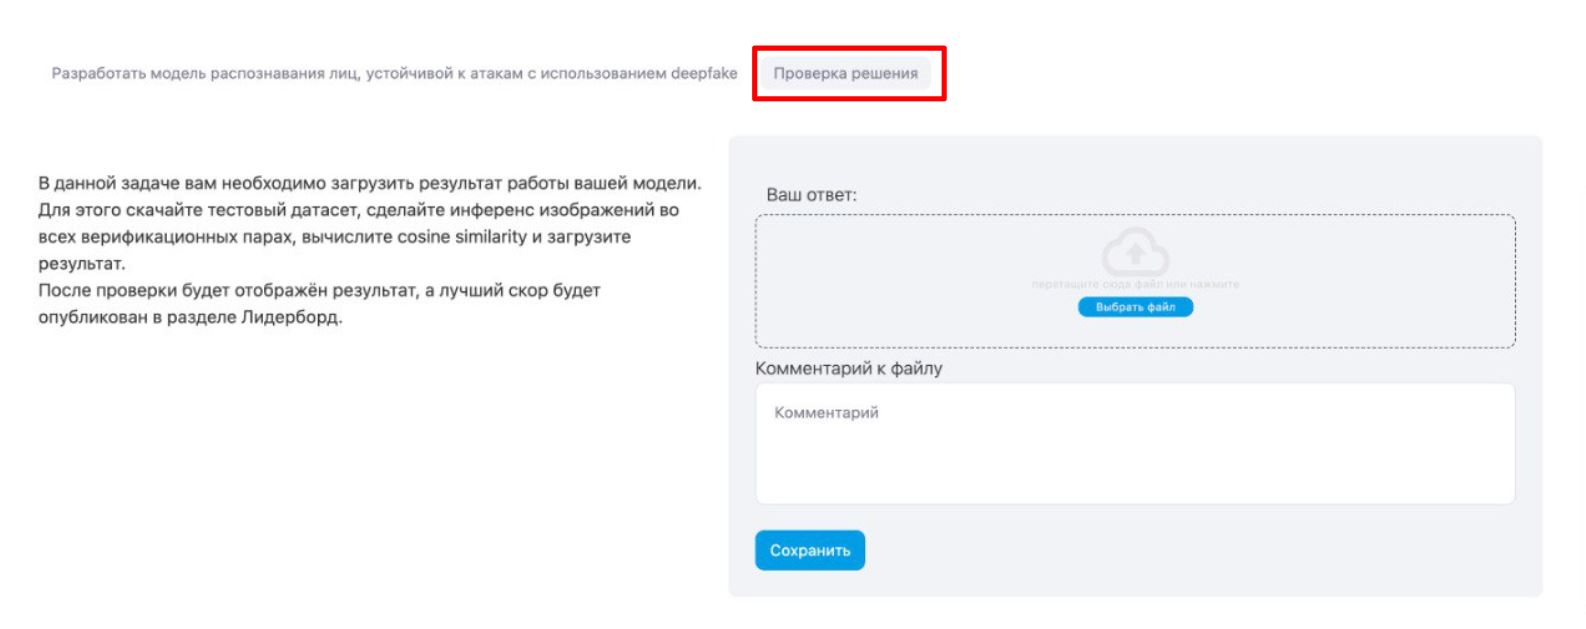 Разработать модель распознавания лиц, устойчивой к атакам с использованием deepfake
Проверка решения
В данной задаче вам необходимо загрузить результат работы вашей модели.
Для этого скачайте тестовый датасет, сделайте инференс изображений во
всех верификационных парах, вычислите cosine similarity и загрузите
результат.
После проверки будет отображён результат, а лучший скор будет
опубликован в разделе Лидерборд.
Ваш ответ:
перетащите сюда файл или нажмите
Выбрать файл
Комментарий к файлу
Комментарий
Сохранить